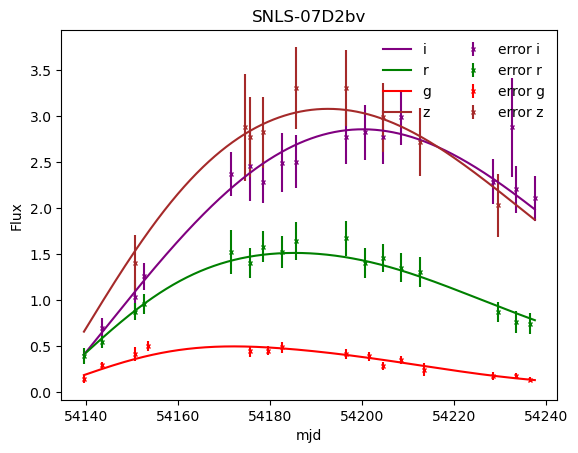 SNLS-07D2bv
i error i
r error r
g error g
z error z
3.5
3.0
2.5
2.0
1.5
1.0
0.5
0.0
Flux
54140 54160 54180 54200 54220 54240
mjd